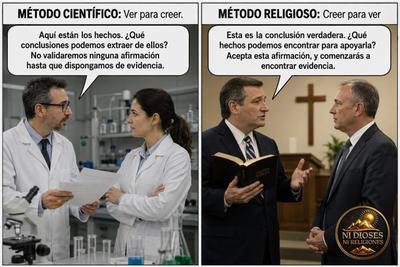 MÉTODO CIENTÍFICO: Ver para creer.
Aquí están los hechos. ¿Qué
conclusiones podemos extraer de ellos?
No validaremos ninguna afirmación
hasta que dispongamos de evidencia.
MÉTODO RELIGIOSO: Creer para ver
Esta es la conclusión verdadera. ¿Qué
hechos podemos encontrar para apoyarla?
Acepta esta afirmación, y comenzarás a
encontrar evidencia.
NI DIOSES
NI RELIGIONES